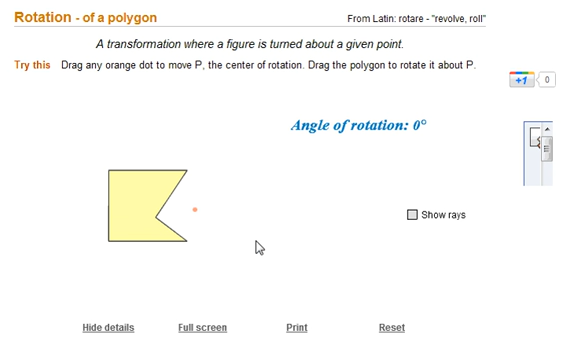 Rotation - of a polygon
From Latin: rotare - "revolve, roll"
A transformation where a figure is turned about a given point.
Try this Drag any orange dot to move P, the center of rotation. Drag the polygon to rotate it about P.
+1 0
Angle of rotation: 0°
Show rays
Hide details Full screen Print Reset